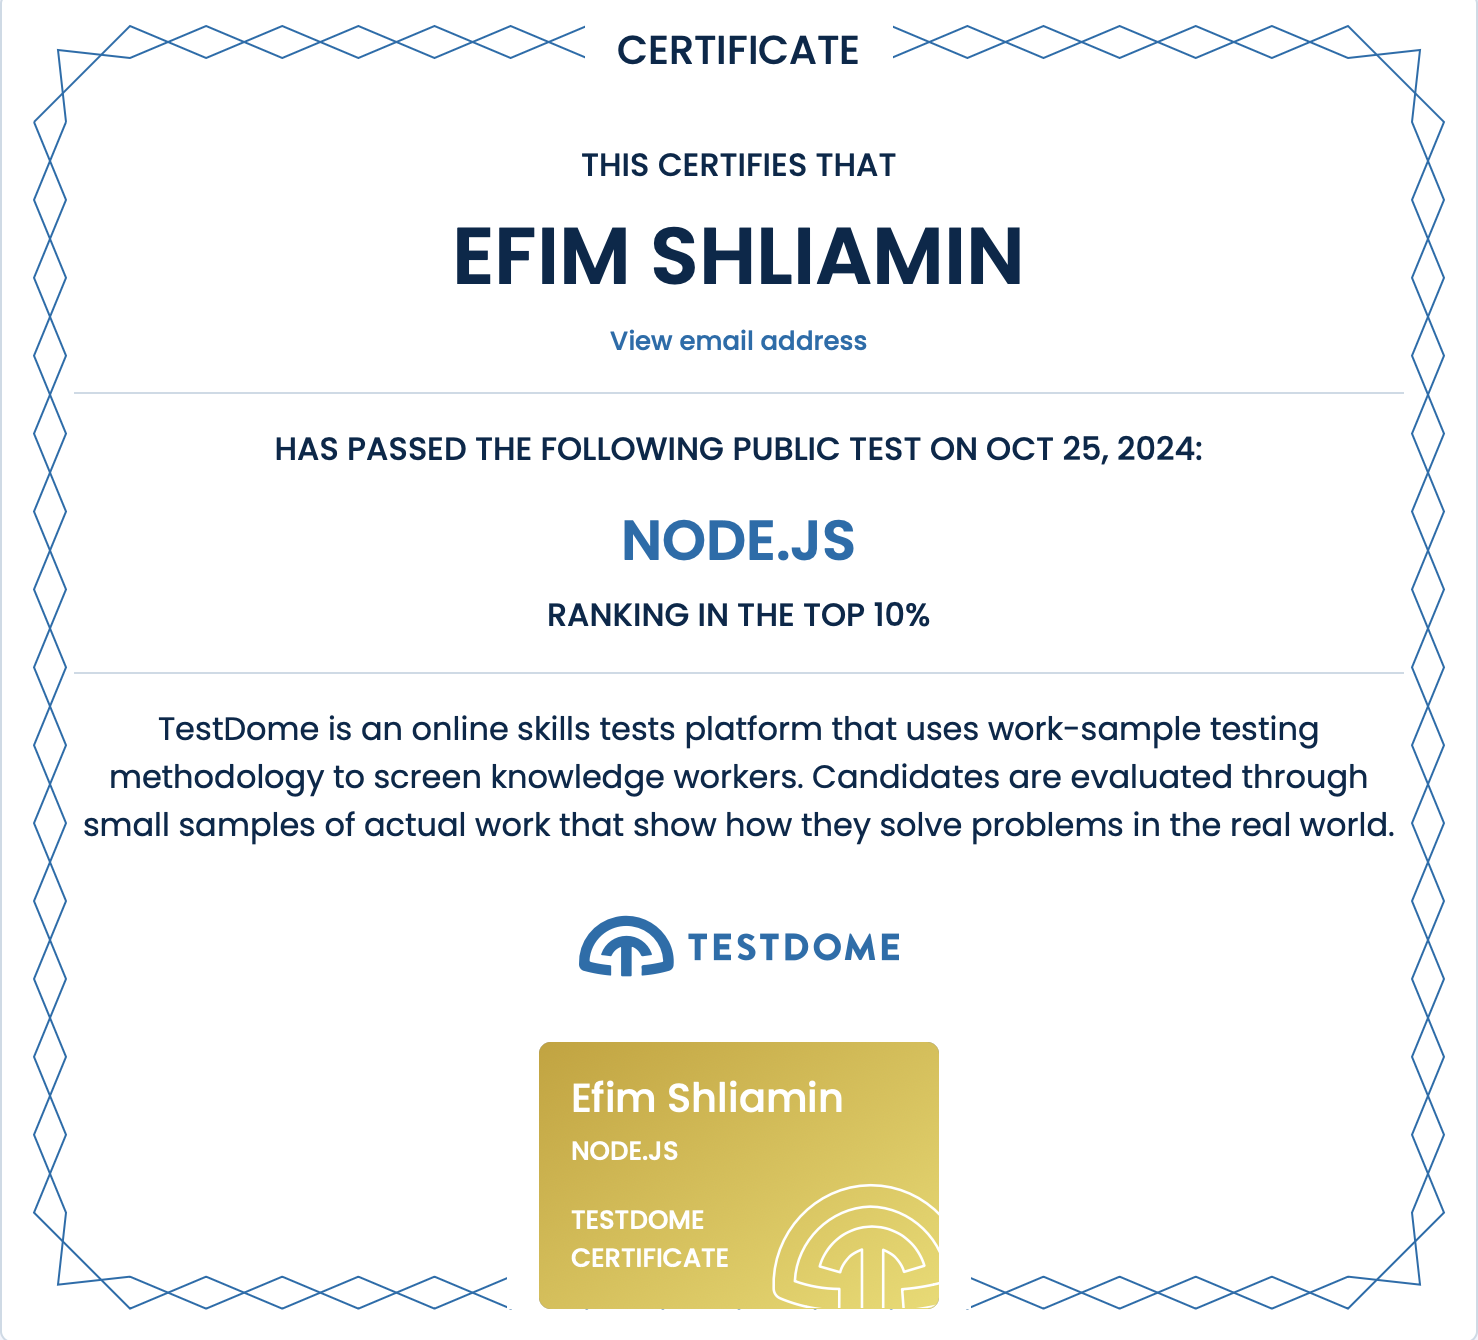 CERTIFICATE
THIS CERTIFIES THAT
EFIM SHLIAMIN
View email address
HAS PASSED THE FOLLOWING PUBLIC TEST ON OCT 25, 2024:
NODE.JS
RANKING IN THE TOP 10%
TestDome is an online skills tests platform that uses work-sample testing
methodology to screen knowledge workers. Candidates are evaluated through
small samples of actual work that show how they solve problems in the real world.
TESTDOME
Efim Shliamin
NODE.JS
TESTDOME
CERTIFICATE